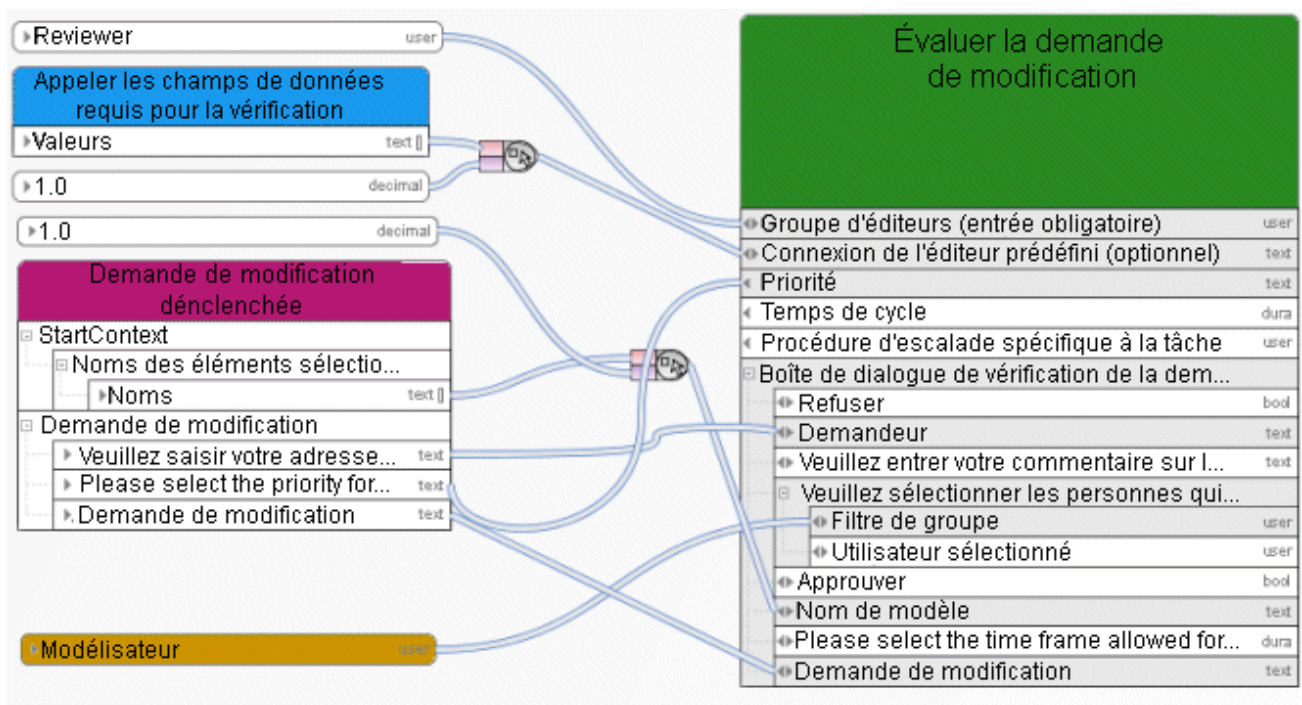 Reviewer user
Appeler les champs de données
requis pour la vérification
Valeurs text []
1.0 decimal
1.0 decimal
Demande de modification
dénclenchée
StartContext
Noms des éléments sélectio...
Noms text []
Demande de modification
Veuillez saisir votre adresse... text
Please select the priority for... text
Demande de modification text
Modélisateur user
Évaluer la demande
de modification
Groupe d'éditeurs (entrée obligatoire) user
Connexion de l'éditeur prédéfini (optionnel) text
Priorité text
Temps de cycle dura
Procédure d'escalade spécifique à la tâche user
Boîte de dialogue de vérification de la dem...
Refuser bool
Demandeur text
Veuillez entrer votre commentaire sur l... text
Veuillez sélectionner les personnes qui...
Filtre de groupe user
Utilisateur sélectionné user
Approuver bool
Nom de modèle text
Please select the time frame allowed for... dura
Demande de modification text